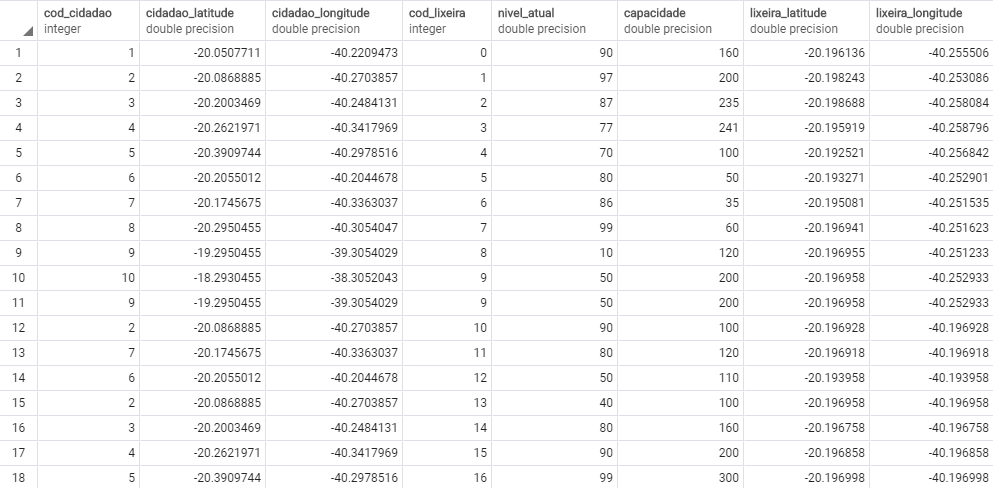 cod_cidadao cidadao_latitude cidadao_longitude cod_lixeira nivel_atual capacidade lixeira_latitude lixeira_longitude
integer double precision double precision integer double precision double precision double precision double precision
1 1 -20.0507711 -40.2209473 0 90 160 -20.196136 -40.255506
2 2 -20.0868885 -40.2703857 1 97 200 -20.198243 -40.253086
3 3 -20.2003469 -40.2484131 2 87 235 -20.198688 -40.258084
4 4 -20.2621971 -40.3417969 3 77 241 -20.195919 -40.258796
5 5 -20.3909744 -40.2978516 4 70 100 -20.192521 -40.256842
6 6 -20.2055012 -40.2044678 5 80 50 -20.193271 -40.252901
7 7 -20.1745675 -40.3363037 6 86 35 -20.195081 -40.251535
8 8 -20.2950455 -40.3054047 7 99 60 -20.196941 -40.251623
9 9 -19.2950455 -39.3054029 8 10 120 -20.196955 -40.251233
10 10 -18.2930455 -38.3052043 9 50 200 -20.196958 -40.252933
11 9 -19.2950455 -39.3054029 9 50 200 -20.196958 -40.252933
12 2 -20.0868885 -40.2703857 10 90 100 -20.196928 -40.196928
13 7 -20.1745675 -40.3363037 11 80 120 -20.196918 -40.196918
14 6 -20.2055012 -40.2044678 12 50 110 -20.193958 -40.193958
15 2 -20.0868885 -40.2703857 13 40 100 -20.196958 -40.196958
16 3 -20.2003469 -40.2484131 14 80 160 -20.196758 -40.196758
17 4 -20.2621971 -40.3417969 15 90 200 -20.196858 -40.196858
18 5 -20.3909744 -40.2978516 16 99 300 -20.196998 -40.196998